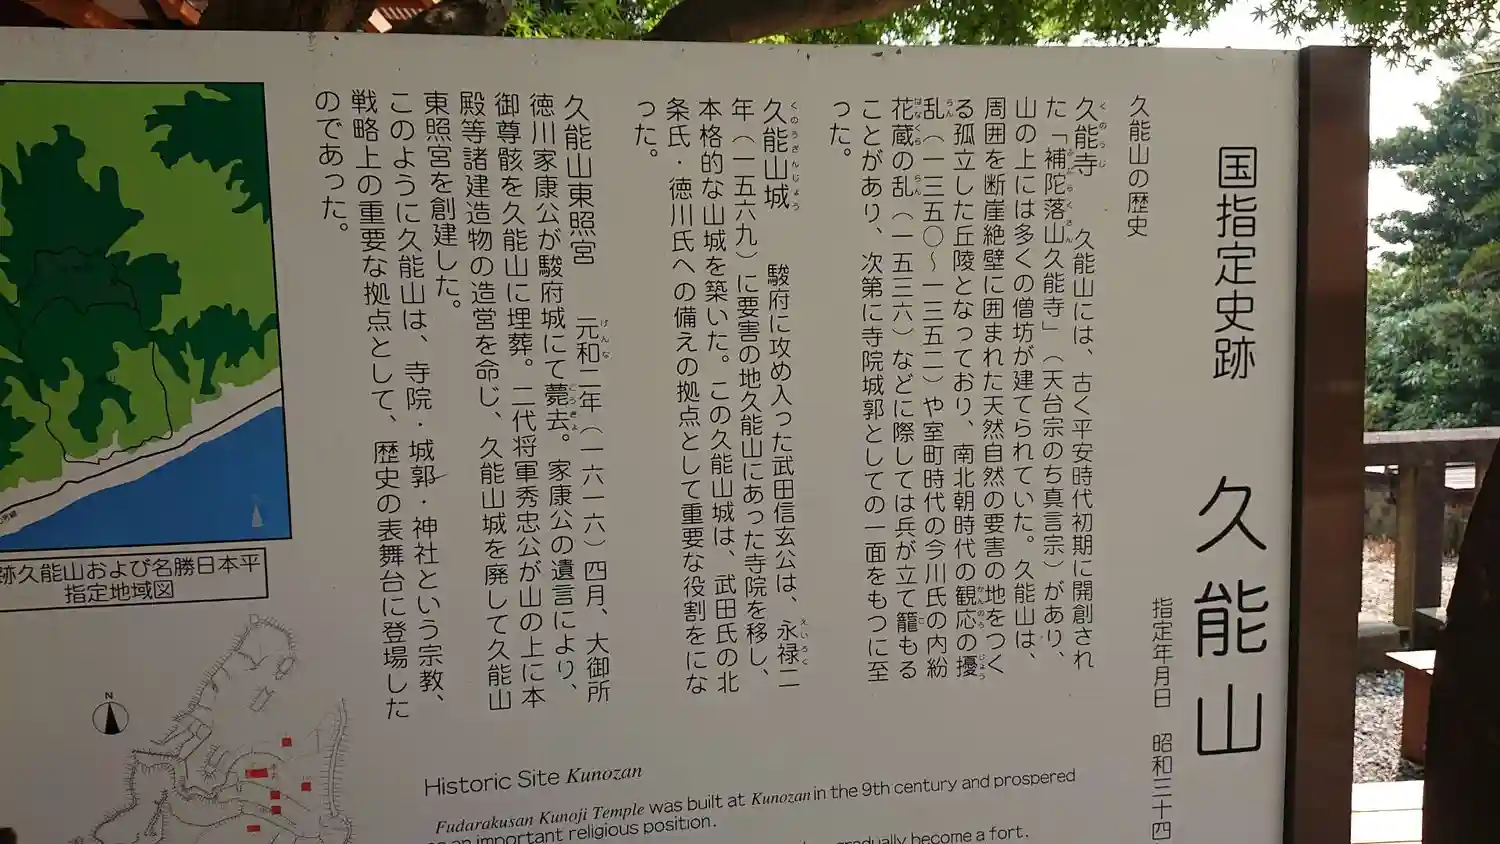 国指定史跡 久能山
指定年月日 昭和三十四
久能山の歴史
久能寺 久能山には、古く平安時代初期に開創され
た「補陀落山久能寺」（天台宗のち真言宗）があり、
山の上には多くの僧坊が建てられていた。久能山は、
周囲を断崖絶壁に囲まれた天然自然の要害の地をつく
る孤立した丘陵となっており、南北朝時代の観応の擾
乱（一三五〇～一三五二）や室町時代の今川氏の内紛
花蔵の乱（一五三六）などに際しては兵が立て籠もる
ことがあり、次第に寺院城郭としての一面をもつに至
った。
久能山城 駿府に攻め入った武田信玄公は、永禄二
年（一五六九）に要害の地久能山にあった寺院を移し、
本格的な山城を築いた。この久能山城は、武田氏の北
条氏・徳川氏への備えの拠点として重要な役割をにな
った。
久能山東照宮 元和二年（一六一六）四月、大御所
徳川家康公が駿府城にて薨去。家康公の遺言により、
御尊骸を久能山に埋葬。二代将軍秀忠公が山の上に本
殿等諸建造物の造営を命じ、久能山城を廃して久能山
東照宮を創建した。
このように久能山は、寺院・城郭・神社という宗教、
戦略上の重要な拠点として、歴史の表舞台に登場した
のであった。
跡久能山および名勝日本平
指定地域図
N
Historic Site Kunozan
Fudarakusan Kunoji Temple was built at Kunozan in the 9th century and prospered
as an important religious position.
gradually become a fort.